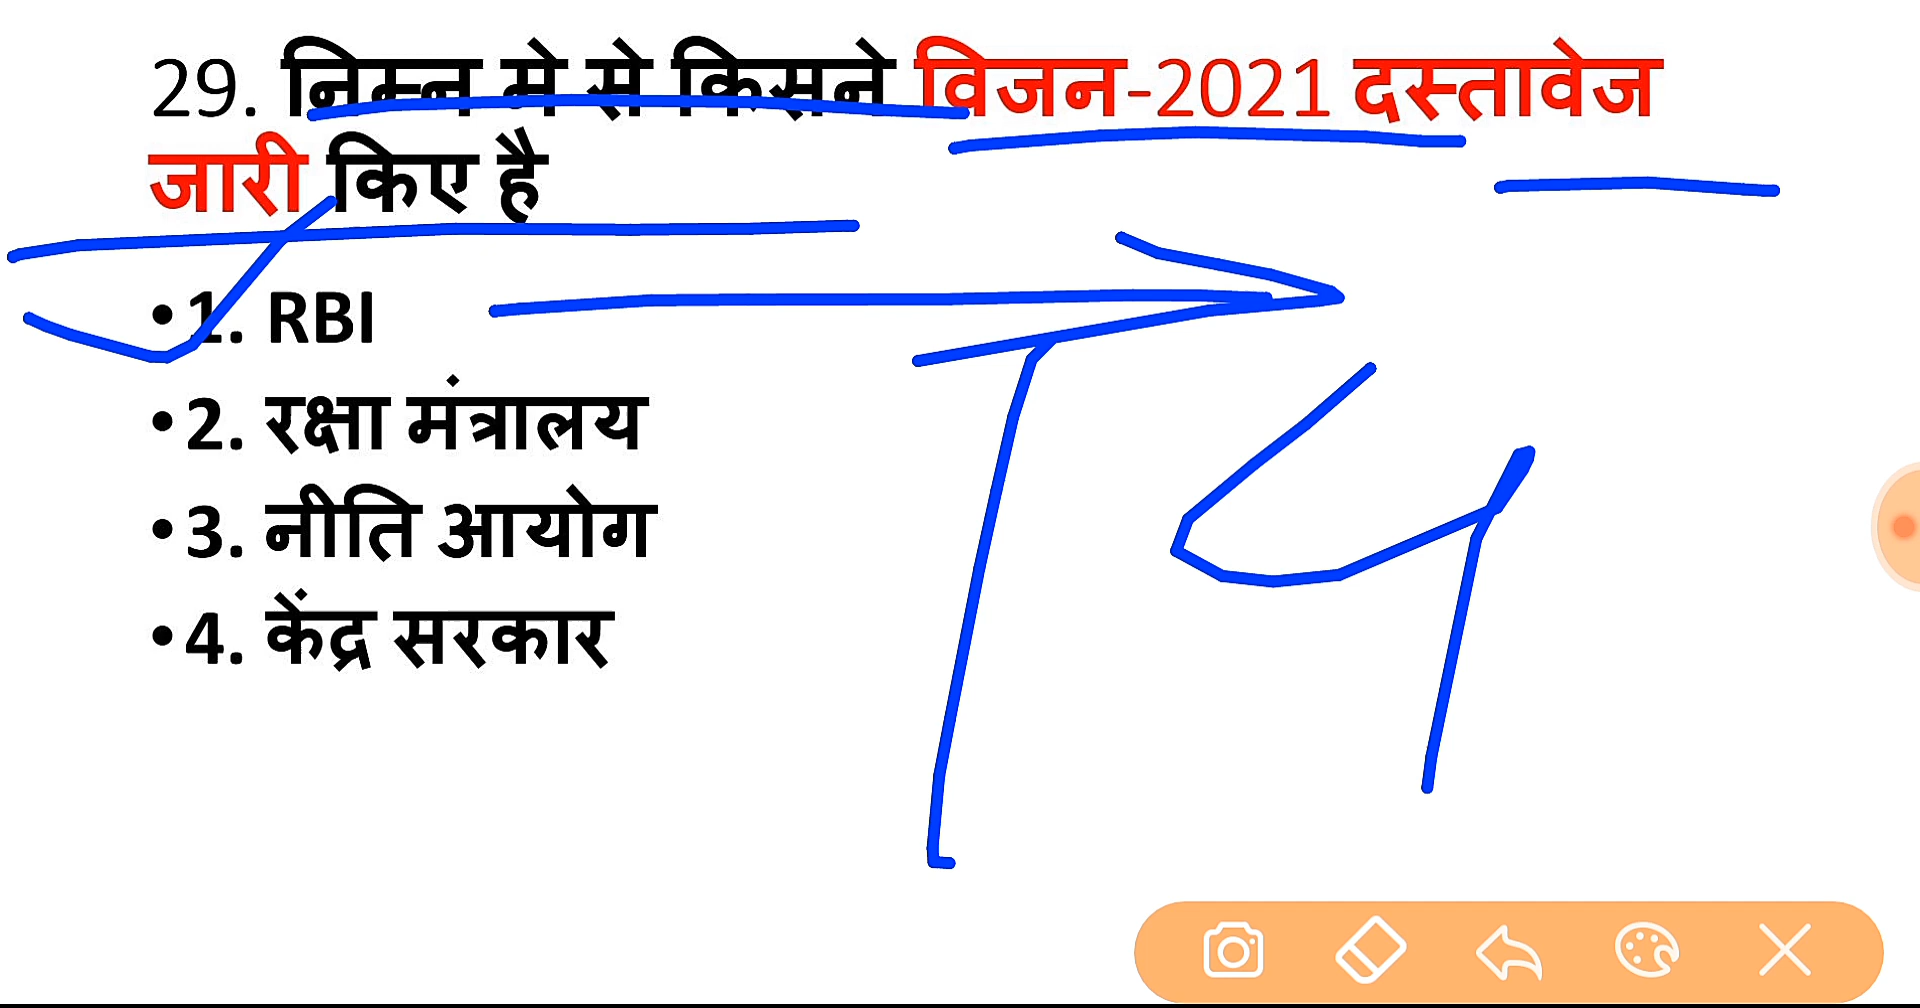 29. निम्न मे से किसने विजन-2021 दस्तावेज
जारी किए है
• 1. RBI
• 2. रक्षा मंत्रालय
• 3. नीति आयोग
• 4. केंद्र सरकार